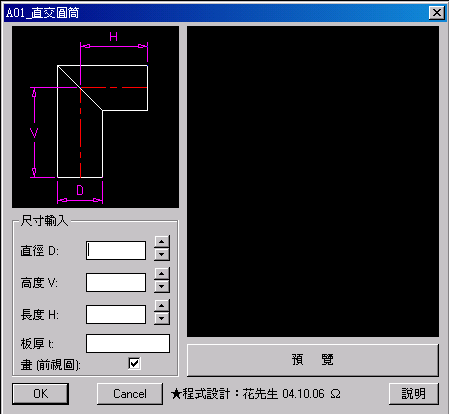 A01_直交圓筒
H
V
D
尺寸輸入
直徑 D:
高度 V:
長度 H:
板厚 t:
畫 (前視圖):
預 覽
OK
Cancel
★程式設計：花先生 04.10.06 Ω
說明